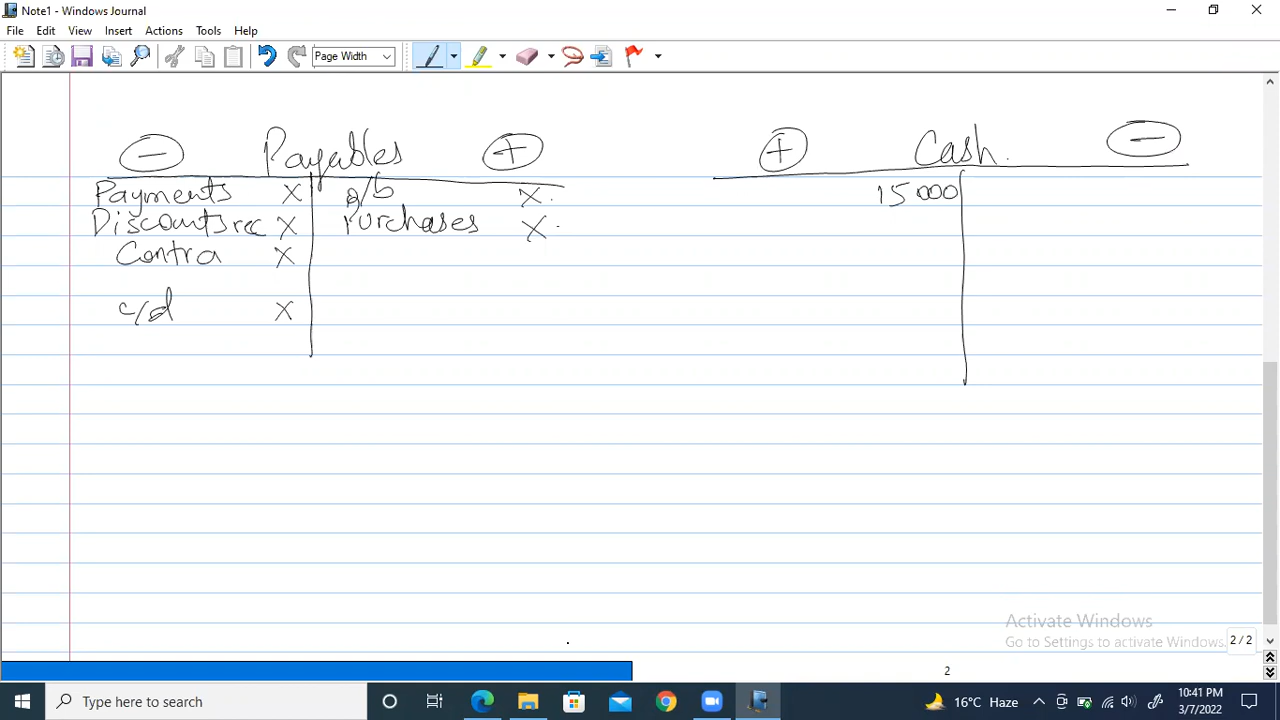 Note1 - Windows Journal
File Edit View Insert Actions Tools Help
Page Width
- Payables +
+ Cash. -
Payments X
b/b X.
15000
Discounts rec X
Purchases X.
Contra X
c/d X
Activate Windows
Go to Settings to activate Windows.
2 / 2
2
Type here to search
16°C Haze
10:41 PM
3/7/2022